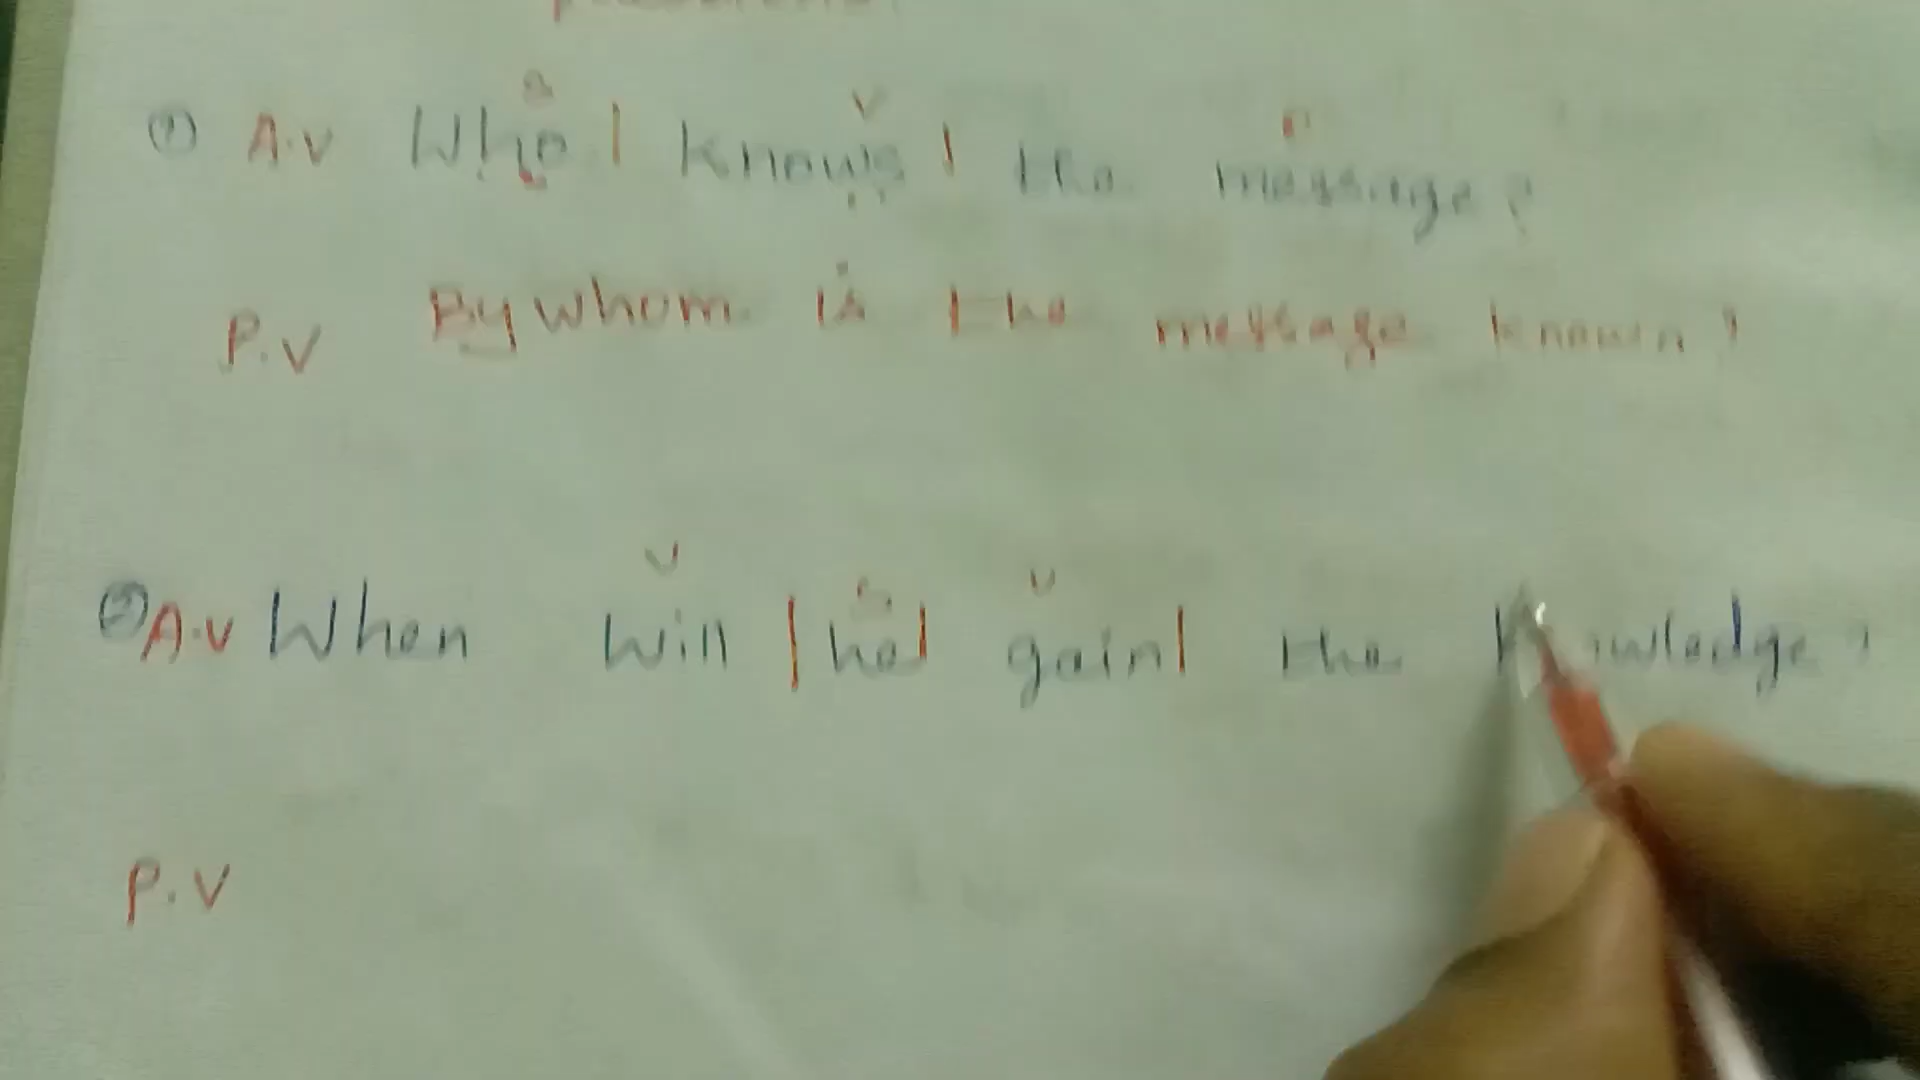 S V O
① A.V Who | knows | the message?
P.V By whom is the message known?
V S V
② A.V When will | he | gain | the knowledge?
P.V